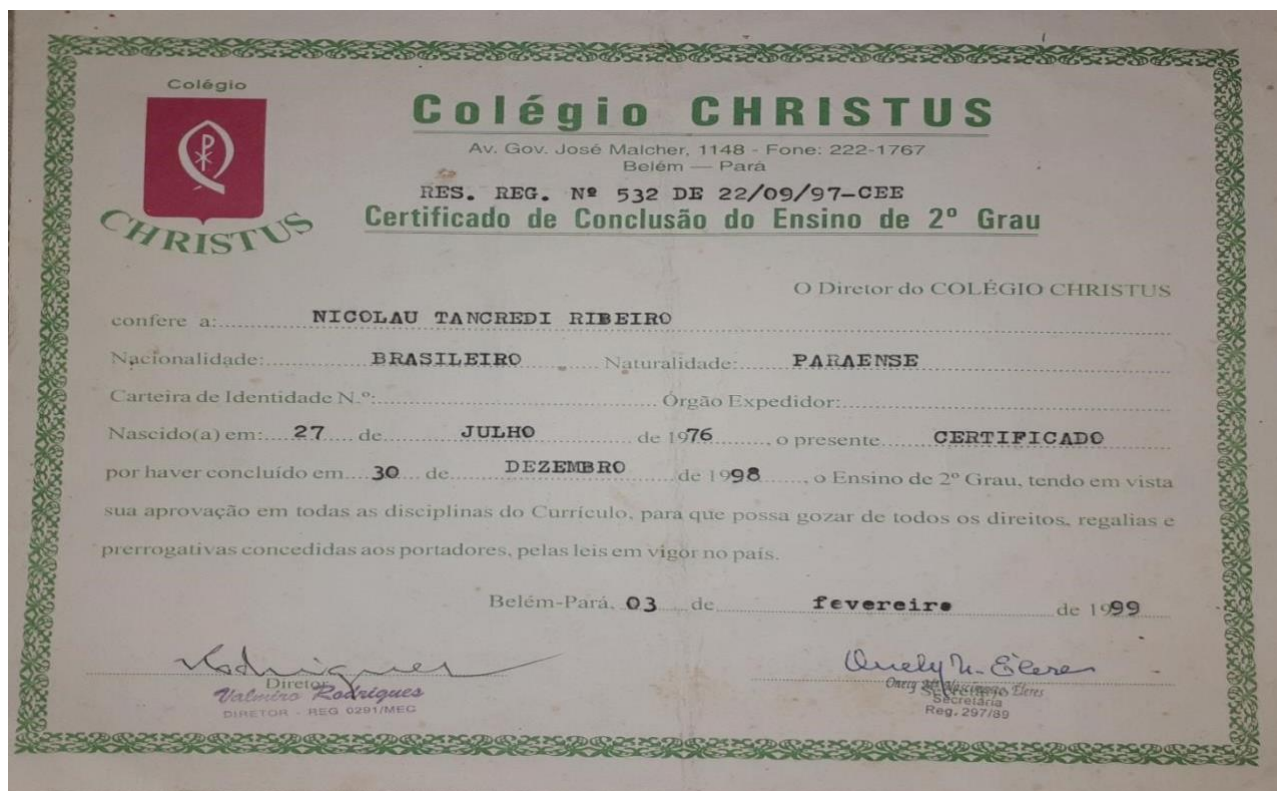 Colégio
CHRISTUS
Colégio CHRISTUS
Av. Gov. José Malcher, 1148 - Fone: 222-1767
Belém — Pará
RES. REG. Nº 532 DE 22/09/97-CEE
Certificado de Conclusão do Ensino de 2º Grau
O Diretor do COLÉGIO CHRISTUS
confere a: NICOLAU TANCREDI RIBEIRO
Nacionalidade: BRASILEIRO Naturalidade: PARAENSE
Carteira de Identidade N.º: Órgão Expedidor:
Nascido(a) em: 27 de JULHO de 1976, o presente CERTIFICADO
por haver concluído em 30 de DEZEMBRO de 1998, o Ensino de 2º Grau, tendo em vista
sua aprovação em todas as disciplinas do Currículo, para que possa gozar de todos os direitos, regalias e
prerrogativas concedidas aos portadores, pelas leis em vigor no país.
Belém-Pará, 03 de fevereiro de 1999
Rodrigues
Diretor
Valmiro Rodrigues
DIRETOR - REG 0291/MEC
Eleres
Secretária
Reg. 297/89